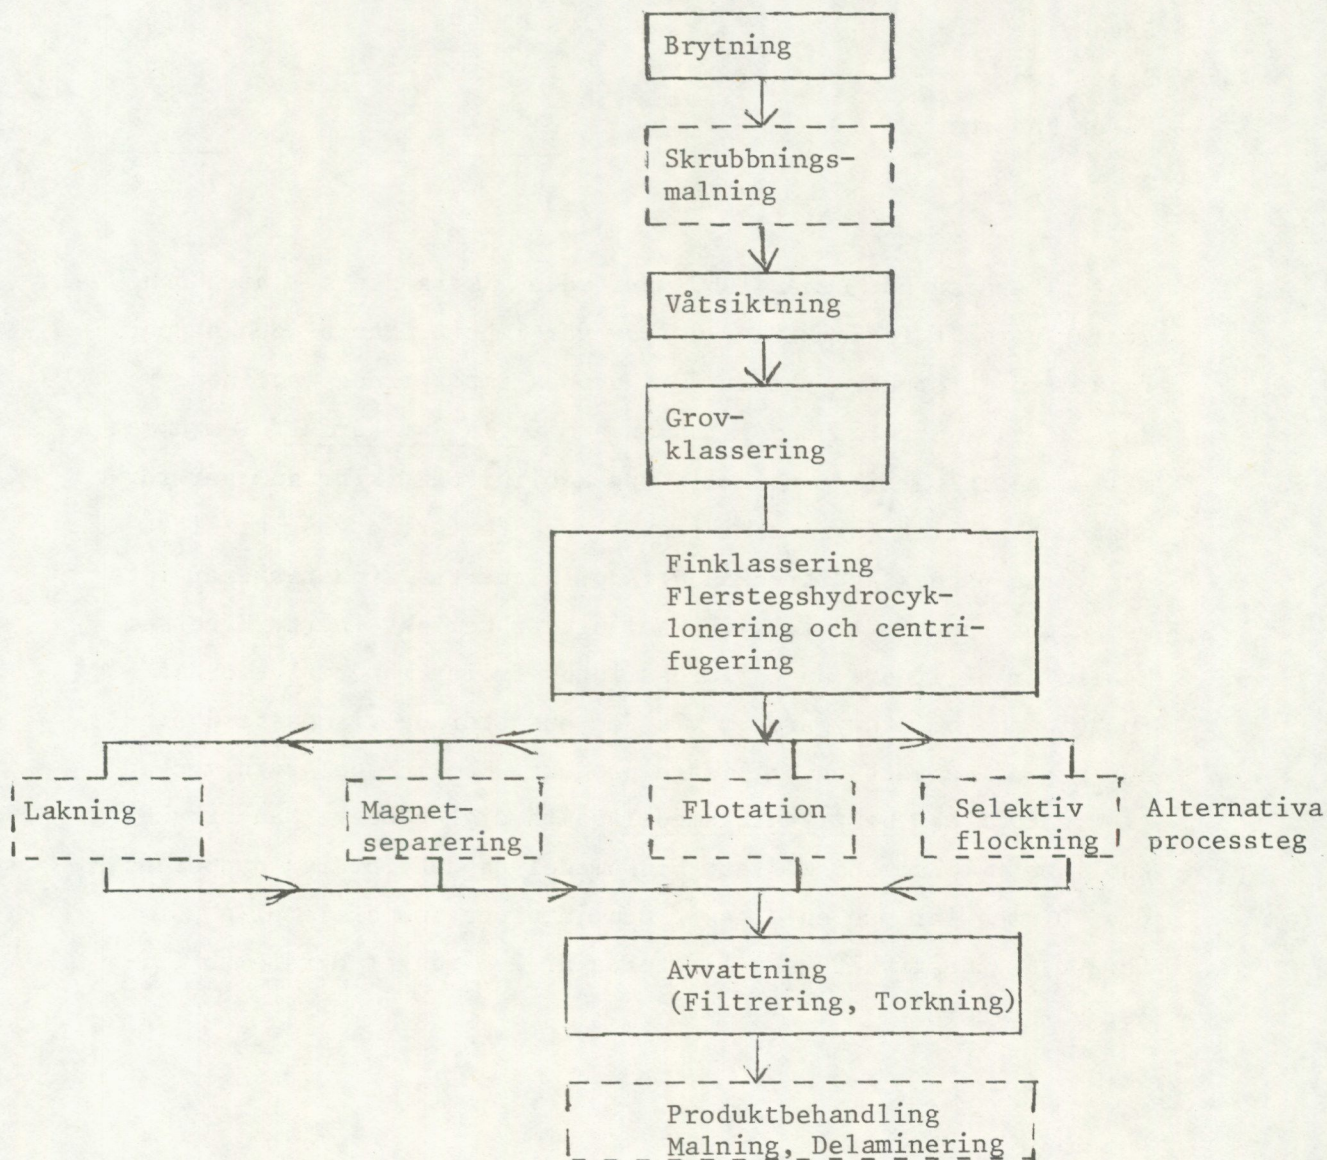 Brytning
Skrubbnings-
malning
Våtsiktning
Grov-
klassering
Finklassering
Flerstegshydrocyk-
lonering och centri-
fugering
Lakning
Magnet-
separering
Flotation
Selektiv
flockning
Alternativa
processteg
Avvattning
(Filtrering, Torkning)
Produktbehandling
Malning, Delaminering